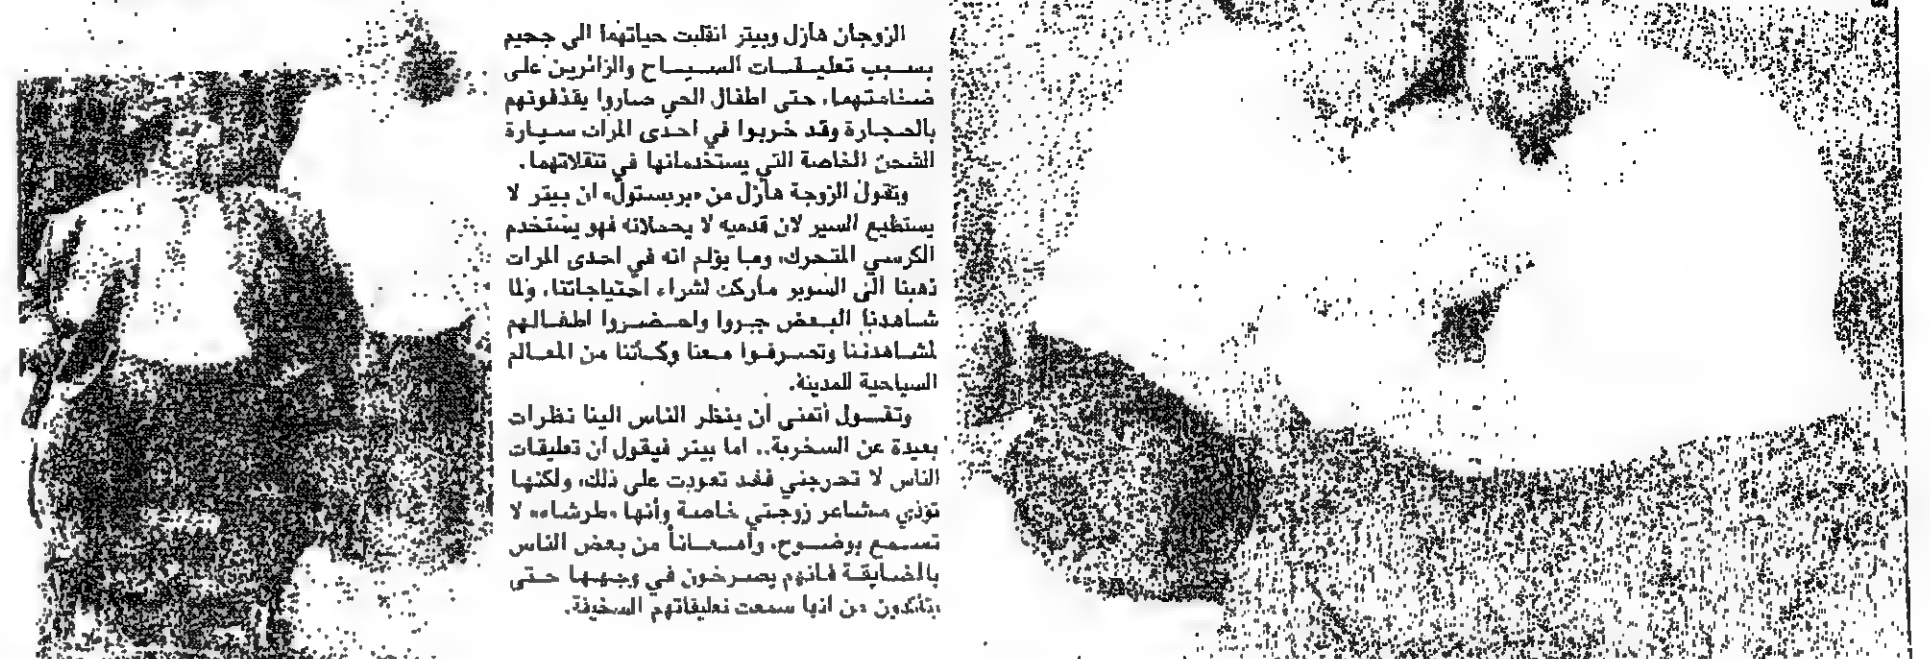 الزوجان هازل وبيتر انقلبت حياتهما الى جحيم
بسبب تعليقات السياح والزائرين على
ضخامتهما، حتى اطفال الحي صاروا يقذفونهم
بالحجارة وقد خربوا في احدى المرات سيارة
الشحن الخاصة التي يستخدمانها في تنقلاتهما.
وتقول الزوجة هازل من «بريستول» ان بيتر لا
يستطيع السير لان قدميه لا يحملانه فهو يستخدم
الكرسي المتحرك، وما يؤلم انه في احدى المرات
ذهبنا الى السوبر ماركت لشراء احتياجاتنا، ولما
شاهدنا البعض جروا واحضروا اطفالهم
لمشاهدتنا وتصرفوا معنا وكأننا من المعالم
السياحية للمدينة.
وتقول أتمنى أن ينظر الناس الينا نظرات
بعيدة عن السخرية.. اما بيتر فيقول ان تعليقات
الناس لا تحرجني فقد تعودت على ذلك، ولكنها
تؤذي مشاعر زوجتي خاصة وأنها «طرشاء» لا
تسمع بوضوح، وامعاناً من بعض الناس
بالمضايقة فانهم يصرخون في وجهها حتى
يتأكدون من انها سمعت تعليقاتهم السخيفة.